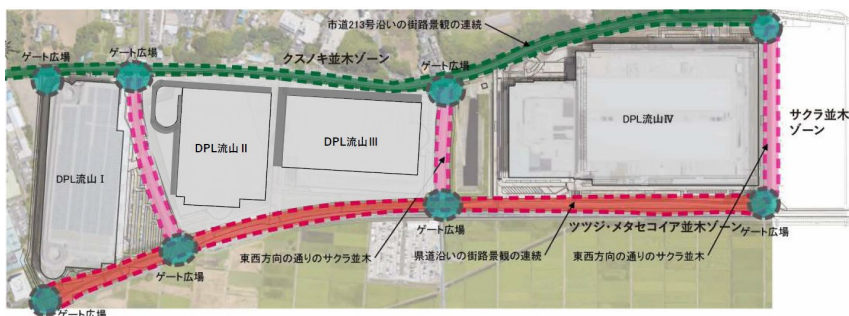 市道213号沿いの街路景観の連続
ゲート広場
ゲート広場
クスノキ並木ゾーン
ゲート広場
DPL流山Ⅰ
DPL流山Ⅱ
DPL流山Ⅲ
DPL流山Ⅳ
サクラ並木
ゾーン
ゲート広場
ツツジ・メタセコイア並木ゾーン
ゲート広場
ゲート広場
東西方向の通りのサクラ並木
県道沿いの街路景観の連続
東西方向の通りのサクラ並木
ゲート広場